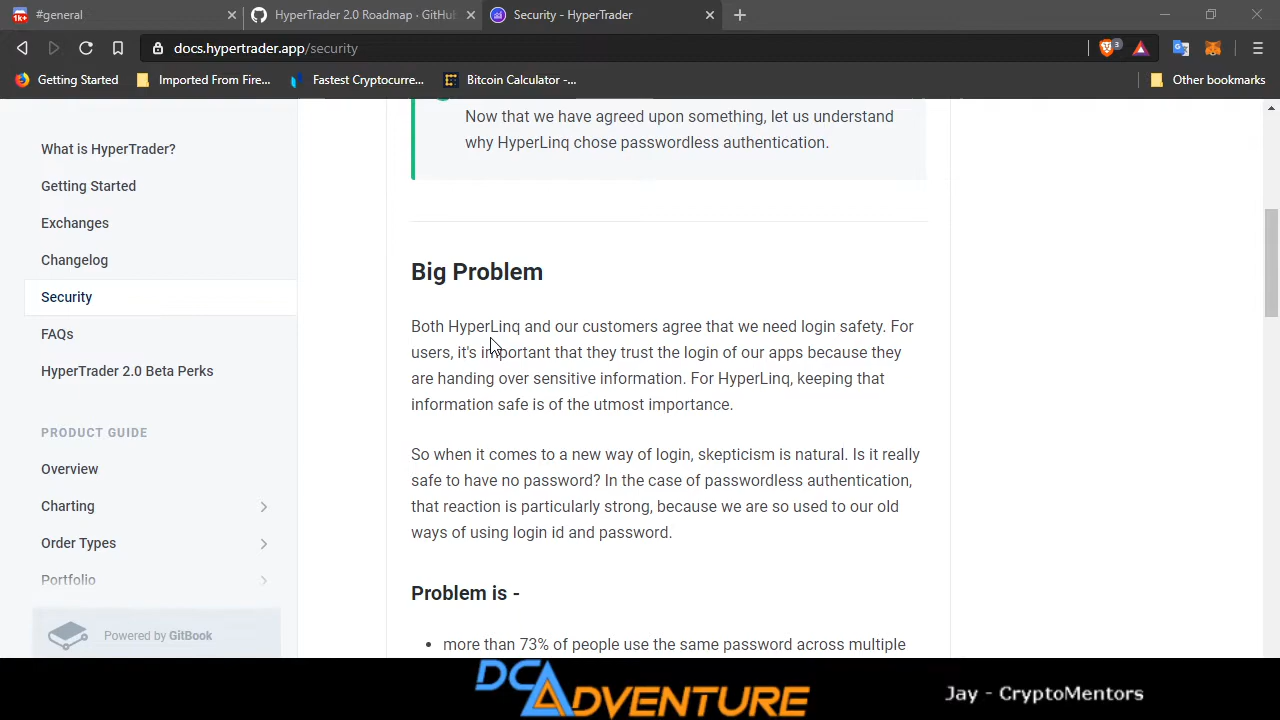 #general
HyperTrader 2.0 Roadmap · GitHub
Security - HyperTrader
docs.hypertrader.app/security
3
Getting Started
Imported From Fire...
Fastest Cryptocurre...
Bitcoin Calculator -...
Other bookmarks
What is HyperTrader?
Getting Started
Exchanges
Changelog
Security
FAQs
HyperTrader 2.0 Beta Perks
PRODUCT GUIDE
Overview
Charting
Order Types
Portfolio
Powered by GitBook
Now that we have agreed upon something, let us understand
why HyperLinq chose passwordless authentication.
Big Problem
Both HyperLinq and our customers agree that we need login safety. For
users, it's important that they trust the login of our apps because they
are handing over sensitive information. For HyperLinq, keeping that
information safe is of the utmost importance.
So when it comes to a new way of login, skepticism is natural. Is it really
safe to have no password? In the case of passwordless authentication,
that reaction is particularly strong, because we are so used to our old
ways of using login id and password.
Problem is -
• more than 73% of people use the same password across multiple
DCADVENTURE
Jay - CryptoMentors